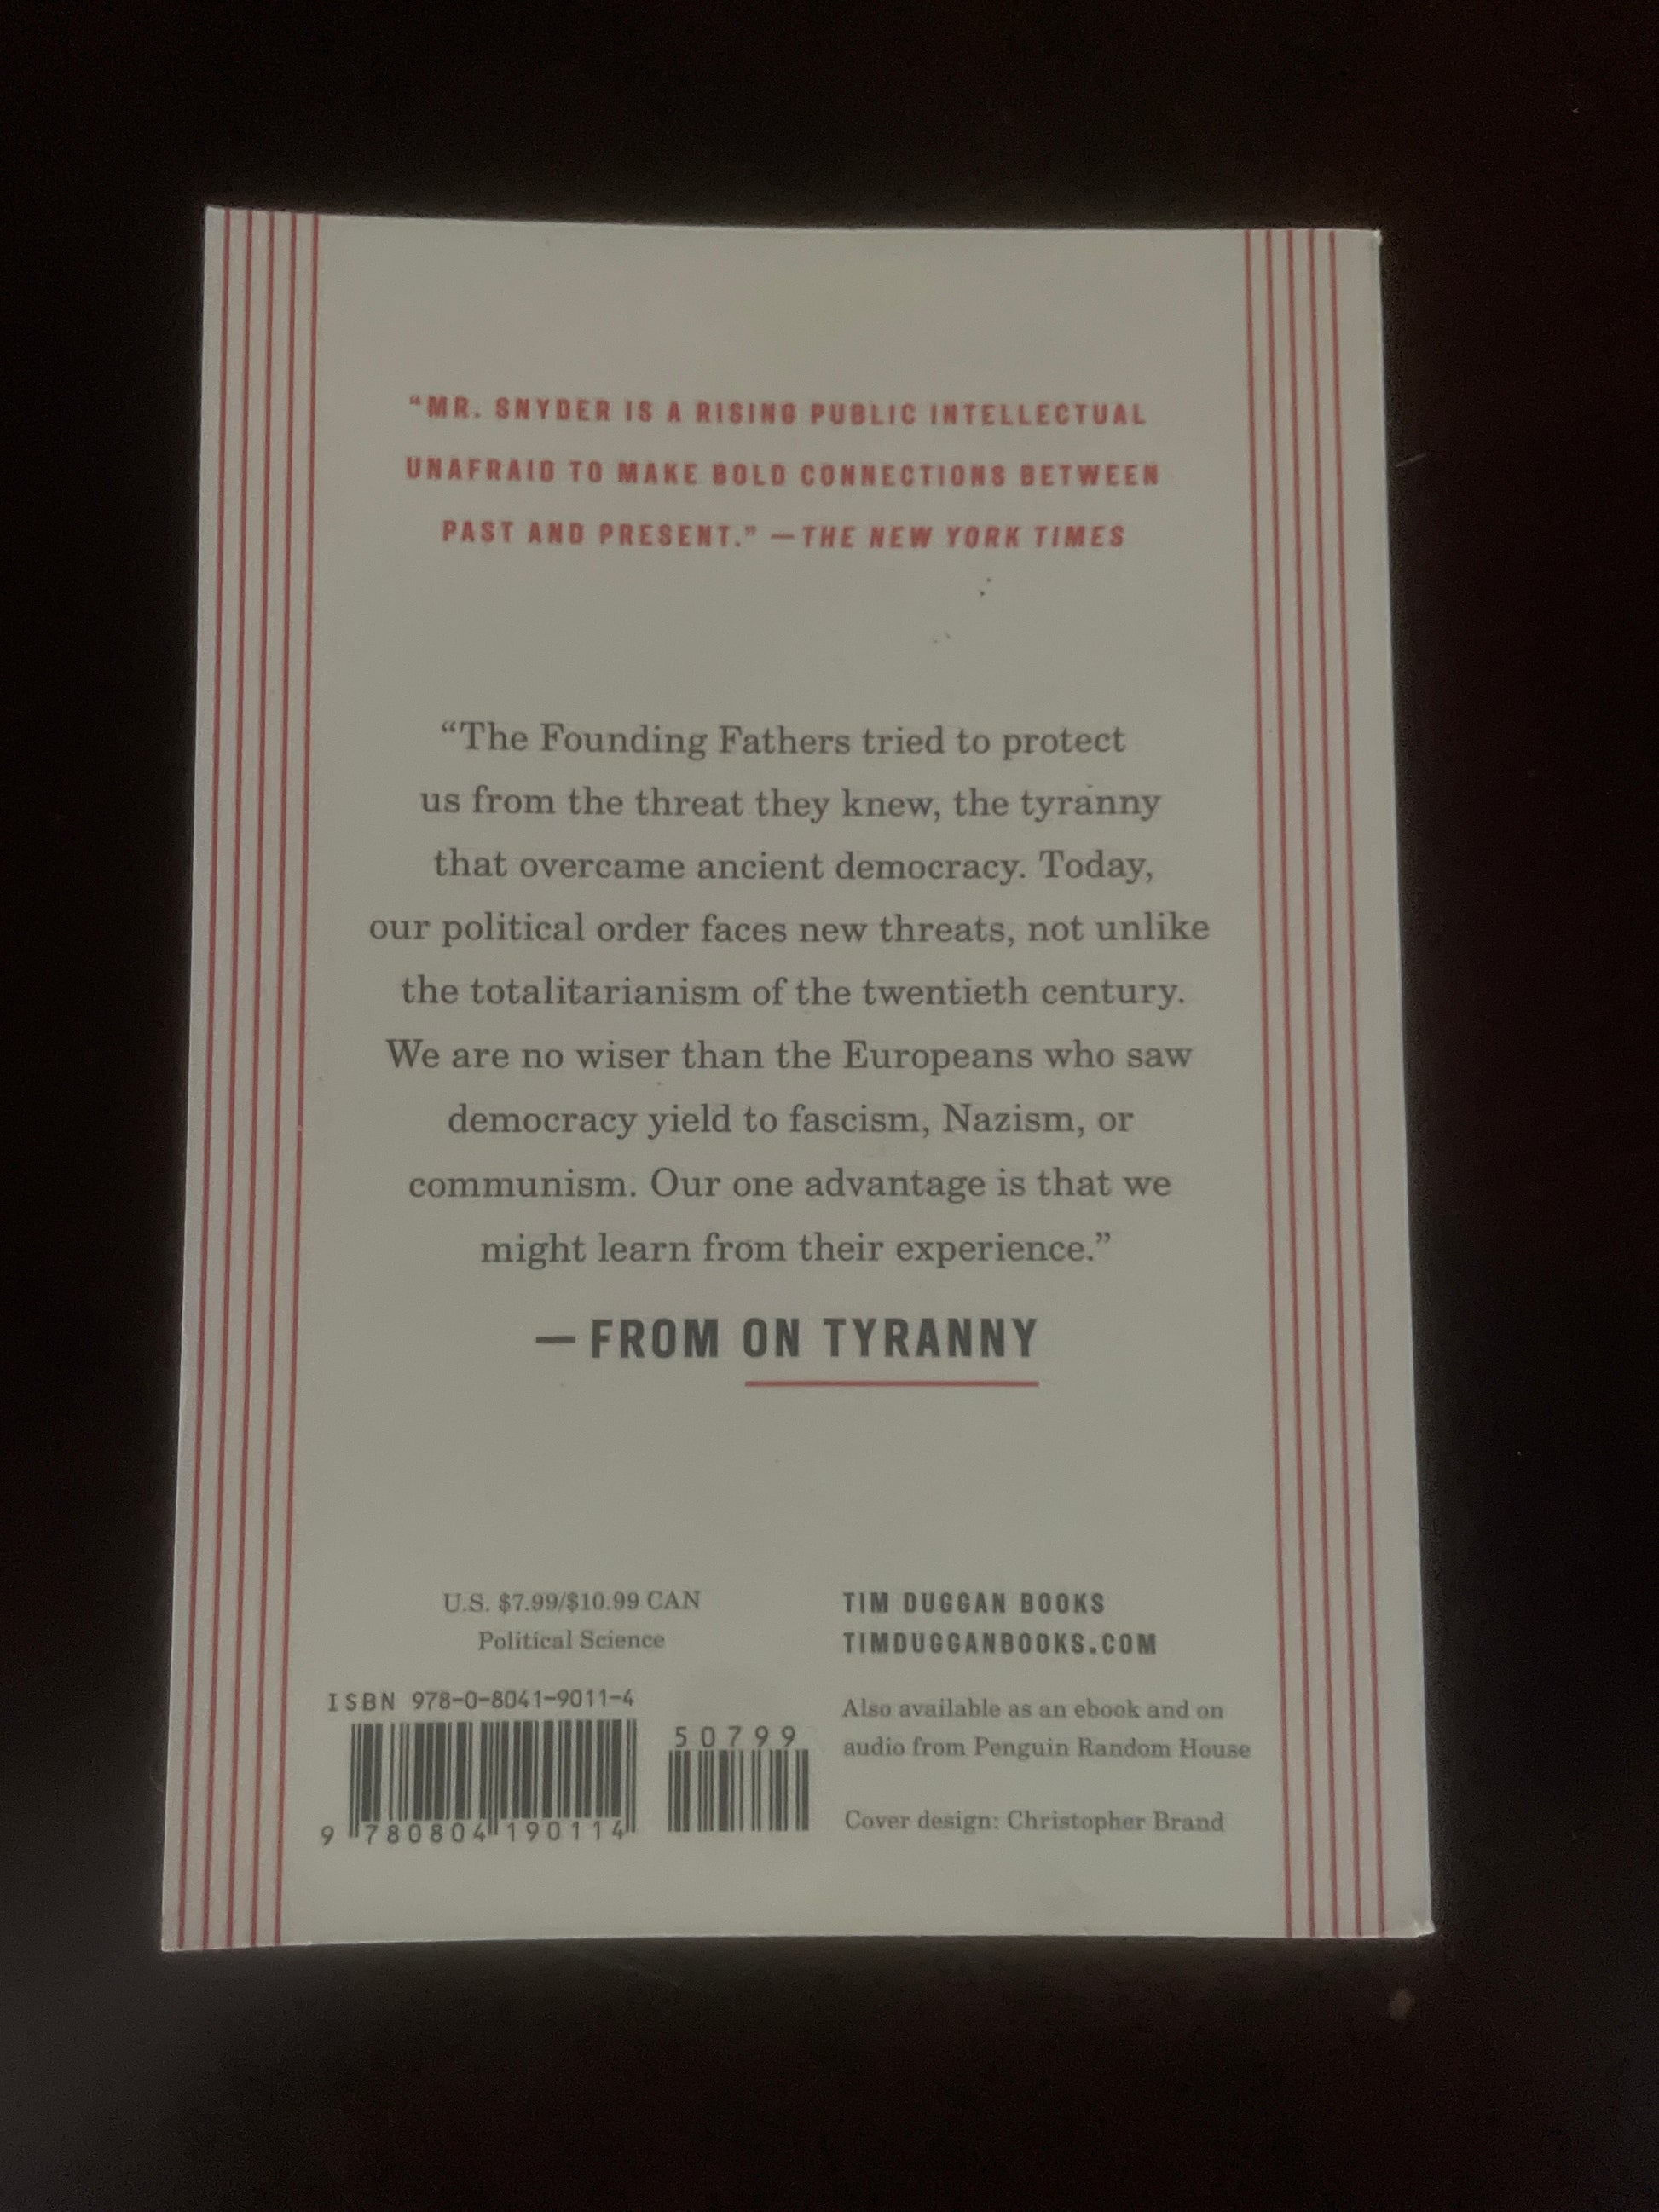 “MR. SNYDER IS A RISING PUBLIC INTELLECTUAL
UNAFRAID TO MAKE BOLD CONNECTIONS BETWEEN
PAST AND PRESENT.” —THE NEW YORK TIMES
“The Founding Fathers tried to protect
us from the threat they knew, the tyranny
that overcame ancient democracy. Today,
our political order faces new threats, not unlike
the totalitarianism of the twentieth century.
We are no wiser than the Europeans who saw
democracy yield to fascism, Nazism, or
communism. Our one advantage is that we
might learn from their experience.”
—FROM ON TYRANNY
U.S. $7.99/$10.99 CAN
Political Science
ISBN 978-0-8041-9011-4
50799
9 780804 190114
TIM DUGGAN BOOKS
TIMDUGGANBOOKS.COM
Also available as an ebook and on
audio from Penguin Random House
Cover design: Christopher Brand